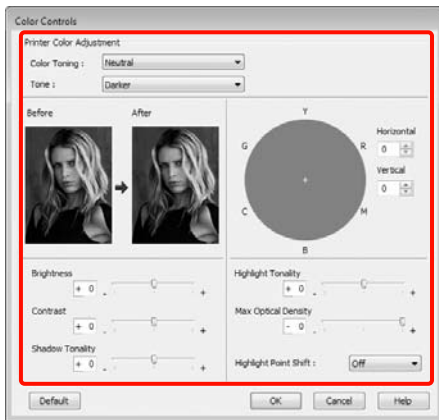 Color Controls
Printer Color Adjustment
Color Toning : Neutral
Tone : Darker
Before After
Y
G R
C M
B
Horizontal
0
Vertical
0
Brightness
+ 0 - +
Contrast
+ 0 - +
Shadow Tonality
+ 0 - +
Highlight Tonality
+ 0 - +
Max Optical Density
- 0 - +
Highlight Point Shift : Off
Default OK Cancel Help